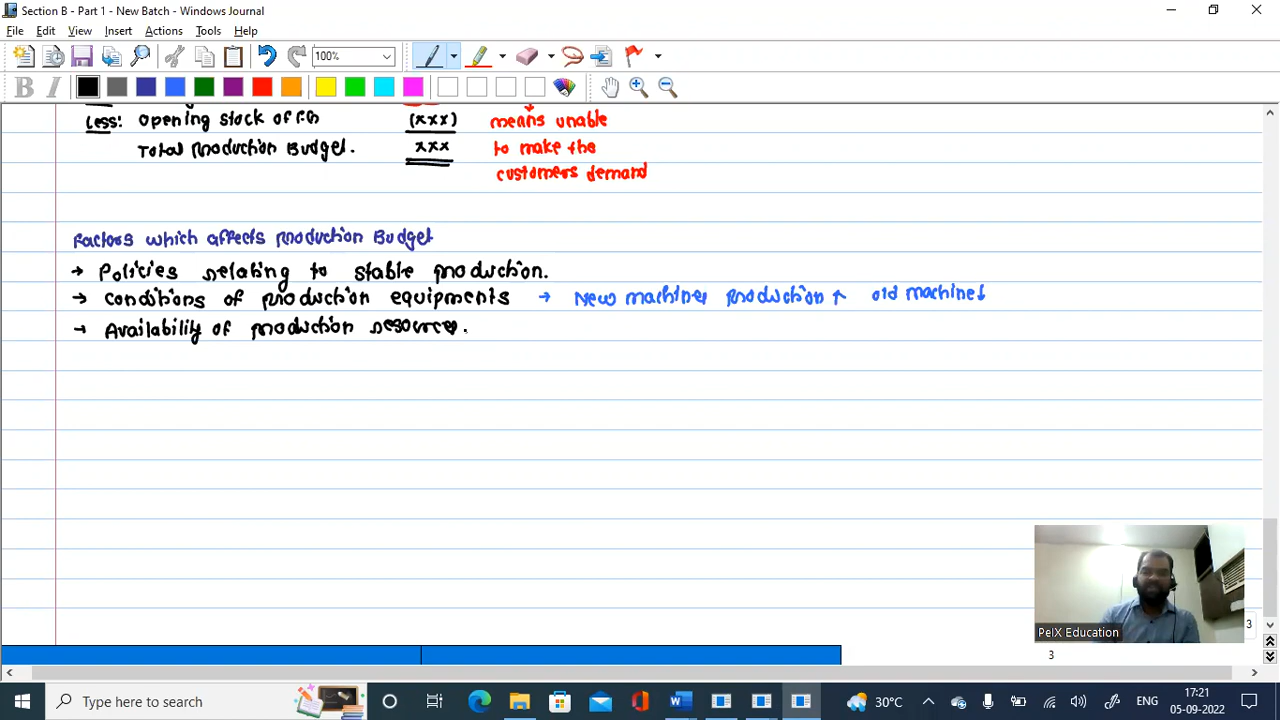 Section B - Part 1 - New Batch - Windows Journal
File Edit View Insert Actions Tools Help
100%
B I
Less: Opening stock of F.G (xxx) means unable
Total Production Budget. xxx to make the
customers demand
Factors which affects Production Budget
→ Policies relating to stable production.
→ Conditions of production equipments → New machines production ↑ old machines↓
→ Availability of production resources.
PelX Education
3
3
Type here to search
30°C
ENG
17:21
05-09-2022